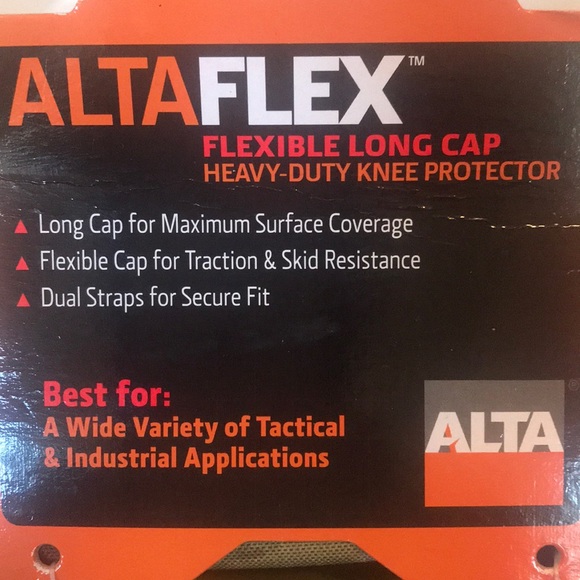 ALTAFLEX™
FLEXIBLE LONG CAP
HEAVY-DUTY KNEE PROTECTOR
▲ Long Cap for Maximum Surface Coverage
▲ Flexible Cap for Traction & Skid Resistance
▲ Dual Straps for Secure Fit
Best for:
A Wide Variety of Tactical
& Industrial Applications
ALTA